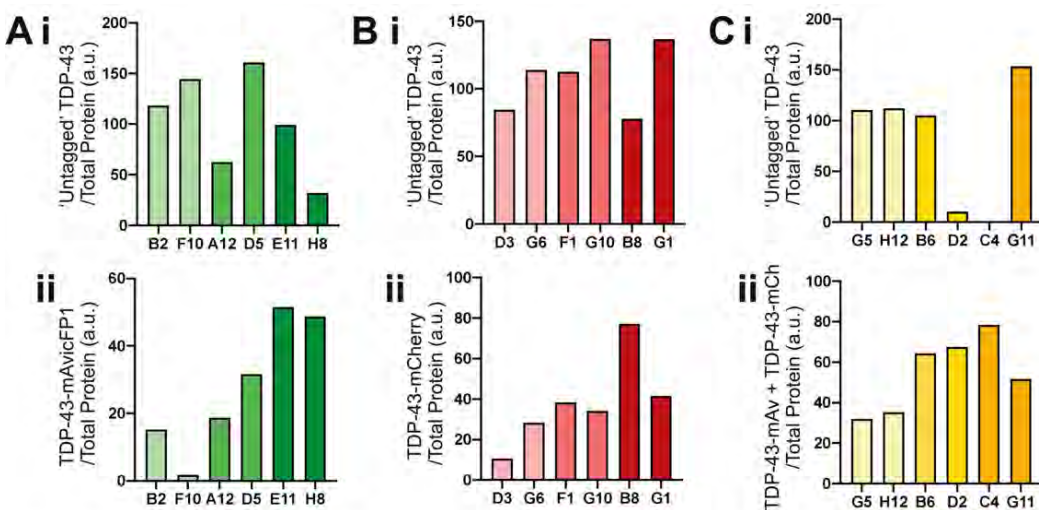 A i
'Untagged' TDP-43
/Total Protein (a.u.)
200
150
100
50
0
B2 F10 A12 D5 E11 H8
B i
'Untagged' TDP-43
/Total Protein (a.u.)
150
100
50
0
D3 G6 F1 G10 B8 G1
C i
'Untagged' TDP-43
/Total Protein (a.u.)
200
150
100
50
0
G5 H12 B6 D2 C4 G11
ii
TDP-43-mAvicFP1
/Total Protein (a.u.)
60
40
20
0
B2 F10 A12 D5 E11 H8
ii
TDP-43-mCherry
/Total Protein (a.u.)
100
80
60
40
20
0
D3 G6 F1 G10 B8 G1
ii
TDP-43-mAv + TDP-43-mCh
/Total Protein (a.u.)
100
80
60
40
20
0
G5 H12 B6 D2 C4 G11